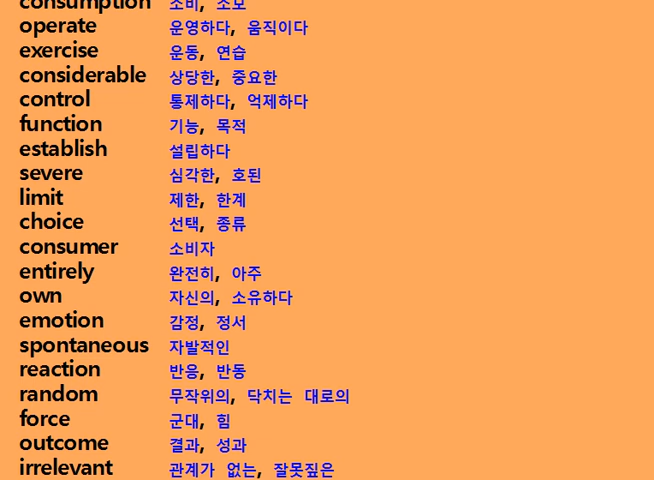 consumption 소비, 소모
operate 운영하다, 움직이다
exercise 운동, 연습
considerable 상당한, 중요한
control 통제하다, 억제하다
function 기능, 목적
establish 설립하다
severe 심각한, 호된
limit 제한, 한계
choice 선택, 종류
consumer 소비자
entirely 완전히, 아주
own 자신의, 소유하다
emotion 감정, 정서
spontaneous 자발적인
reaction 반응, 반동
random 무작위의, 닥치는 대로의
force 군대, 힘
outcome 결과, 성과
irrelevant 관계가 없는, 잘못짚은